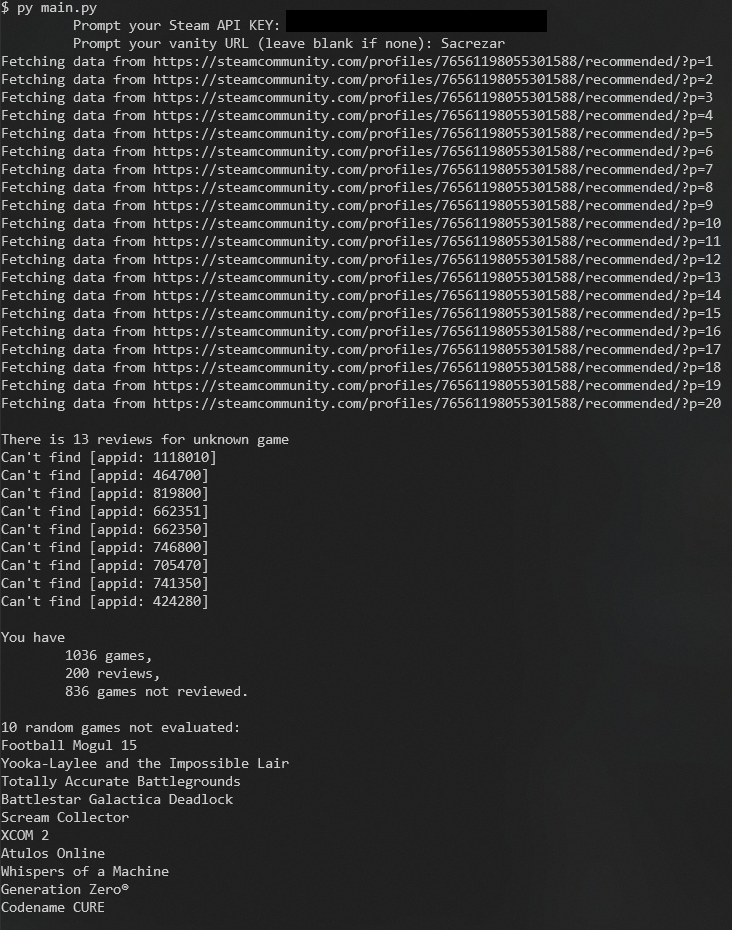 $ py main.py
Prompt your Steam API KEY:
Prompt your vanity URL (leave blank if none): Sacrezar
Fetching data from https://steamcommunity.com/profiles/76561198055301588/recommended/?p=1
Fetching data from https://steamcommunity.com/profiles/76561198055301588/recommended/?p=2
Fetching data from https://steamcommunity.com/profiles/76561198055301588/recommended/?p=3
Fetching data from https://steamcommunity.com/profiles/76561198055301588/recommended/?p=4
Fetching data from https://steamcommunity.com/profiles/76561198055301588/recommended/?p=5
Fetching data from https://steamcommunity.com/profiles/76561198055301588/recommended/?p=6
Fetching data from https://steamcommunity.com/profiles/76561198055301588/recommended/?p=7
Fetching data from https://steamcommunity.com/profiles/76561198055301588/recommended/?p=8
Fetching data from https://steamcommunity.com/profiles/76561198055301588/recommended/?p=9
Fetching data from https://steamcommunity.com/profiles/76561198055301588/recommended/?p=10
Fetching data from https://steamcommunity.com/profiles/76561198055301588/recommended/?p=11
Fetching data from https://steamcommunity.com/profiles/76561198055301588/recommended/?p=12
Fetching data from https://steamcommunity.com/profiles/76561198055301588/recommended/?p=13
Fetching data from https://steamcommunity.com/profiles/76561198055301588/recommended/?p=14
Fetching data from https://steamcommunity.com/profiles/76561198055301588/recommended/?p=15
Fetching data from https://steamcommunity.com/profiles/76561198055301588/recommended/?p=16
Fetching data from https://steamcommunity.com/profiles/76561198055301588/recommended/?p=17
Fetching data from https://steamcommunity.com/profiles/76561198055301588/recommended/?p=18
Fetching data from https://steamcommunity.com/profiles/76561198055301588/recommended/?p=19
Fetching data from https://steamcommunity.com/profiles/76561198055301588/recommended/?p=20
There is 13 reviews for unknown game
Can't find [appid: 1118010]
Can't find [appid: 464700]
Can't find [appid: 819800]
Can't find [appid: 662351]
Can't find [appid: 662350]
Can't find [appid: 746800]
Can't find [appid: 705470]
Can't find [appid: 741350]
Can't find [appid: 424280]
You have
1036 games,
200 reviews,
836 games not reviewed.
10 random games not evaluated:
Football Mogul 15
Yooka-Laylee and the Impossible Lair
Totally Accurate Battlegrounds
Battlestar Galactica Deadlock
Scream Collector
XCOM 2
Atulos Online
Whispers of a Machine
Generation Zero®
Codename CURE